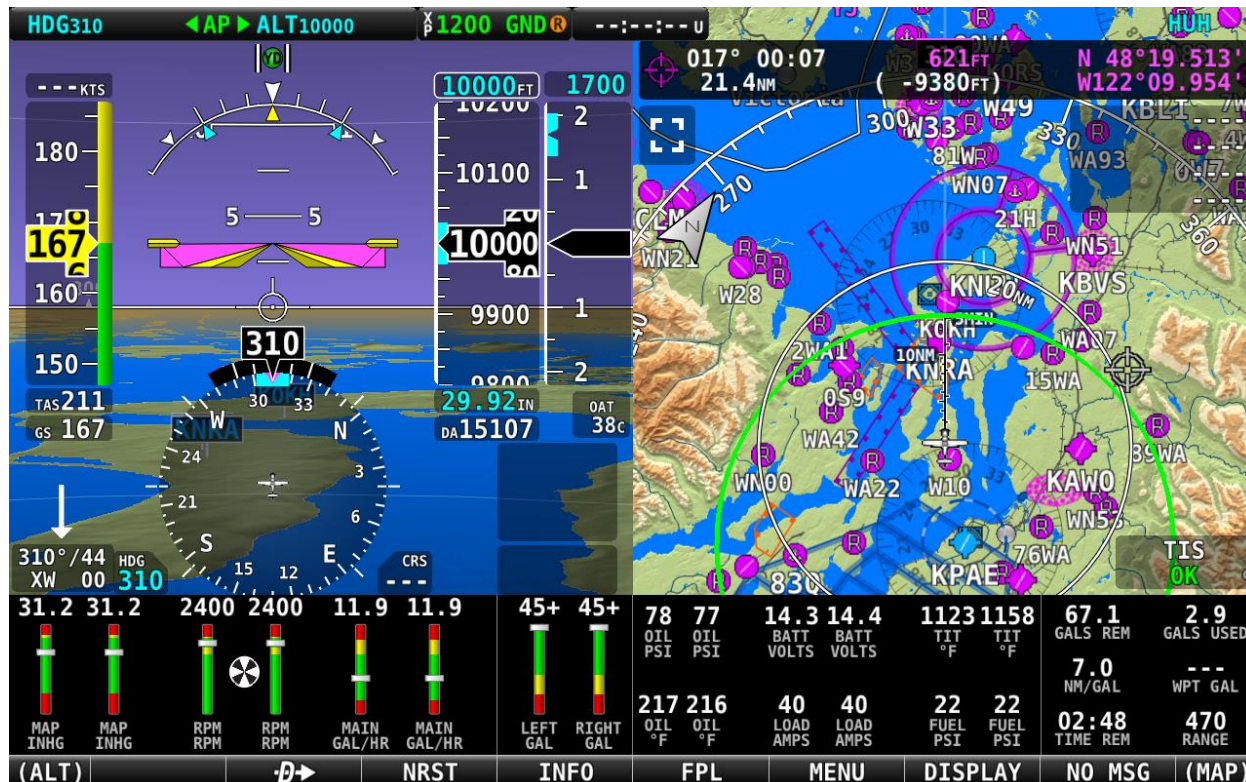 HDG310 AP ALT10000 XP1200 GND R --:--:-- U
HUH
YD
--- KTS
180
167
160
150
TAS211
GS 167
5 5
10000FT 1700
10200
10100
10000
9900
9800
2
1
1
2
29.92IN
DA15107
OAT
38C
310
KNRA
W 30 33 N 3 6 E 12 15 S 21 24
310°/44
XW 00
HDG
310
CRS
---
017° 00:07
21.4NM
621FT
( -9380FT)
N 48°19.513'
W122°09.954'
Victoria
W33
W49
KBLI
81W
WA93
WN07
21H
WN51
WN21
W28
KBVS
20NM
300 330 270 360
N
2WA1
WA07
10NM
KNRA
0S9
15WA
WA42
39WA
WN00
WA22
W10
KAWO
76WA
KPAE
830
TIS
OK
31.2 31.2
MAP
INHG
MAP
INHG
2400 2400
RPM
RPM
RPM
RPM
11.9 11.9
MAIN
GAL/HR
MAIN
GAL/HR
45+ 45+
LEFT
GAL
RIGHT
GAL
78 77
OIL
PSI
OIL
PSI
14.3 14.4
BATT
VOLTS
BATT
VOLTS
1123 1158
TIT
°F
TIT
°F
67.1
GALS REM
2.9
GALS USED
7.0
NM/GAL
---
WPT GAL
217 216
OIL
°F
OIL
°F
40 40
LOAD
AMPS
LOAD
AMPS
22 22
FUEL
PSI
FUEL
PSI
02:48
TIME REM
470
RANGE
(ALT) D NRST INFO FPL MENU DISPLAY NO MSG (MAP)